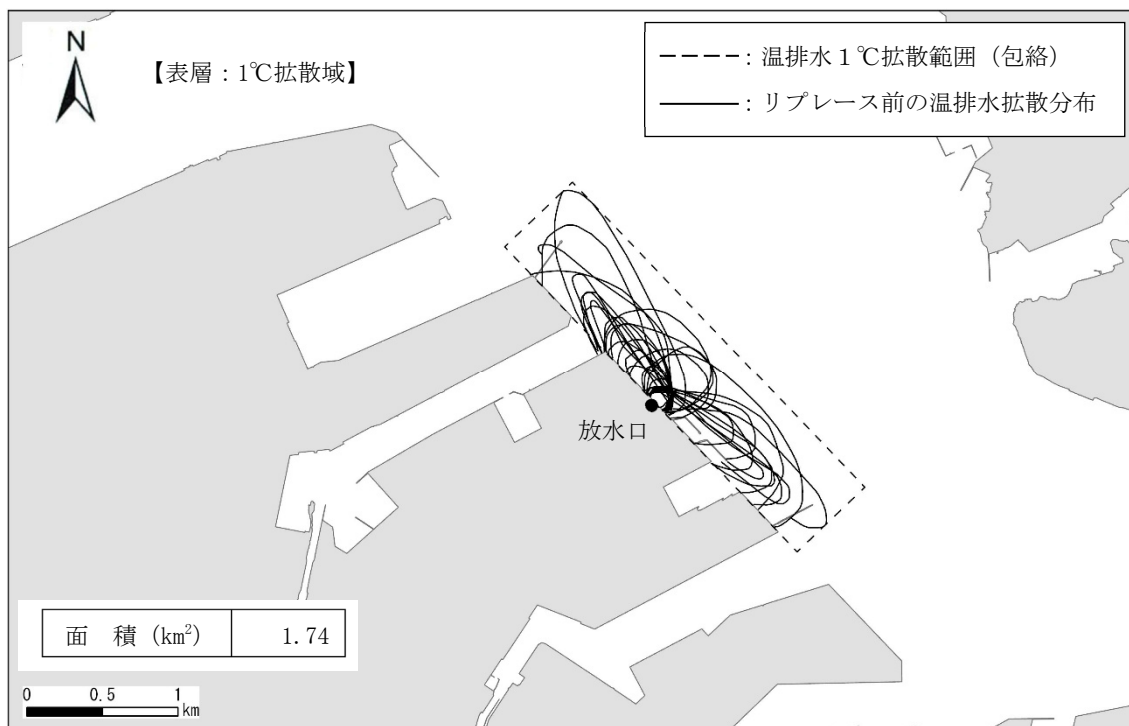 N
【表層：1℃拡散域】
：温排水１℃拡散範囲（包絡）
：リプレース前の温排水拡散分布
放水口
面　積（km²）　1.74
0　0.5　1
km